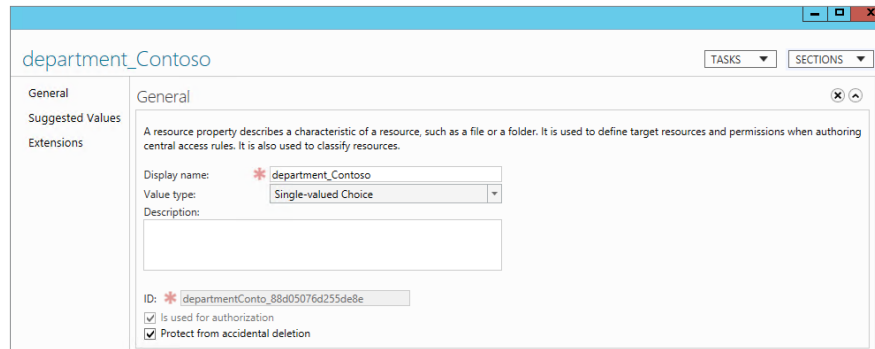 department_Contoso
TASKS
SECTIONS
General
Suggested Values
Extensions
General
A resource property describes a characteristic of a resource, such as a file or a folder. It is used to define target resources and permissions when authoring
central access rules. It is also used to classify resources.
Display name: * department_Contoso
Value type: Single-valued Choice
Description:
ID: * departmentConto_88d05076d255de8e
Is used for authorization
Protect from accidental deletion